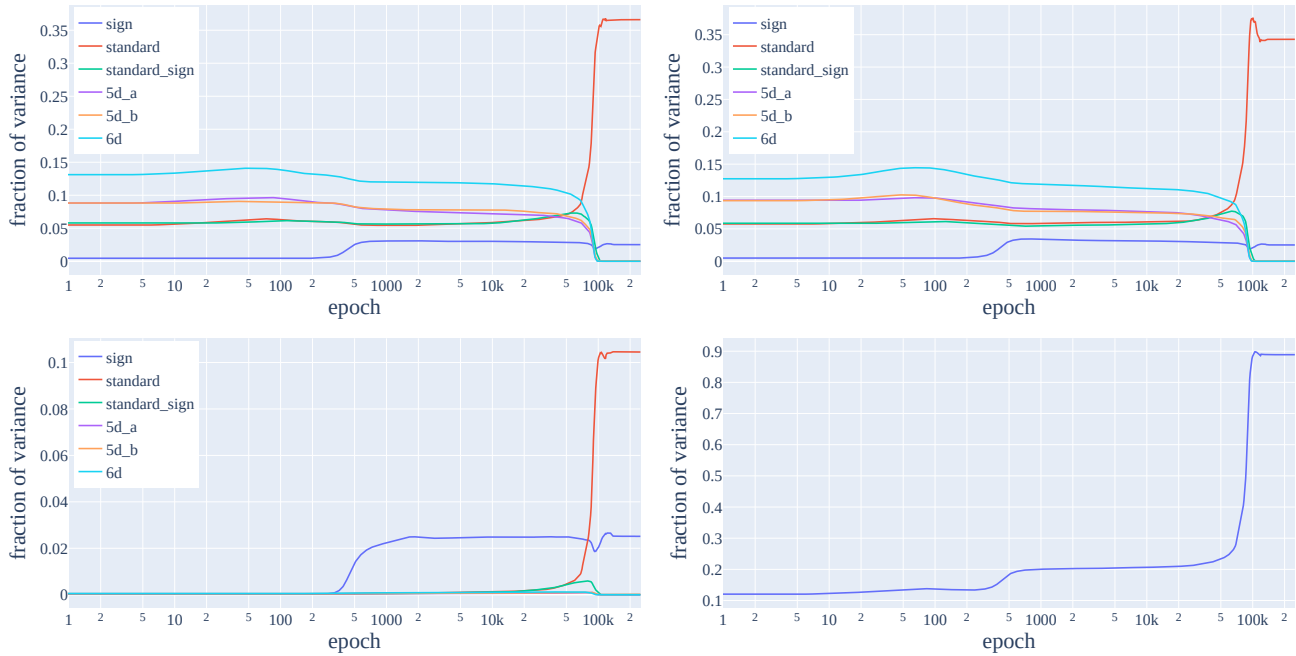 fraction of variance
0.35
0.3
0.25
0.2
0.15
0.1
0.05
0
sign
standard
standard_sign
5d_a
5d_b
6d
1 2 5 10 2 5 100 2 5 1000 2 5 10k 2 5 100k 2
epoch
fraction of variance
0.35
0.3
0.25
0.2
0.15
0.1
0.05
0
sign
standard
standard_sign
5d_a
5d_b
6d
1 2 5 10 2 5 100 2 5 1000 2 5 10k 2 5 100k 2
epoch
fraction of variance
0.1
0.08
0.06
0.04
0.02
0
sign
standard
standard_sign
5d_a
5d_b
6d
1 2 5 10 2 5 100 2 5 1000 2 5 10k 2 5 100k 2
epoch
fraction of variance
0.9
0.8
0.7
0.6
0.5
0.4
0.3
0.2
0.1
1 2 5 10 2 5 100 2 5 1000 2 5 10k 2 5 100k 2
epoch